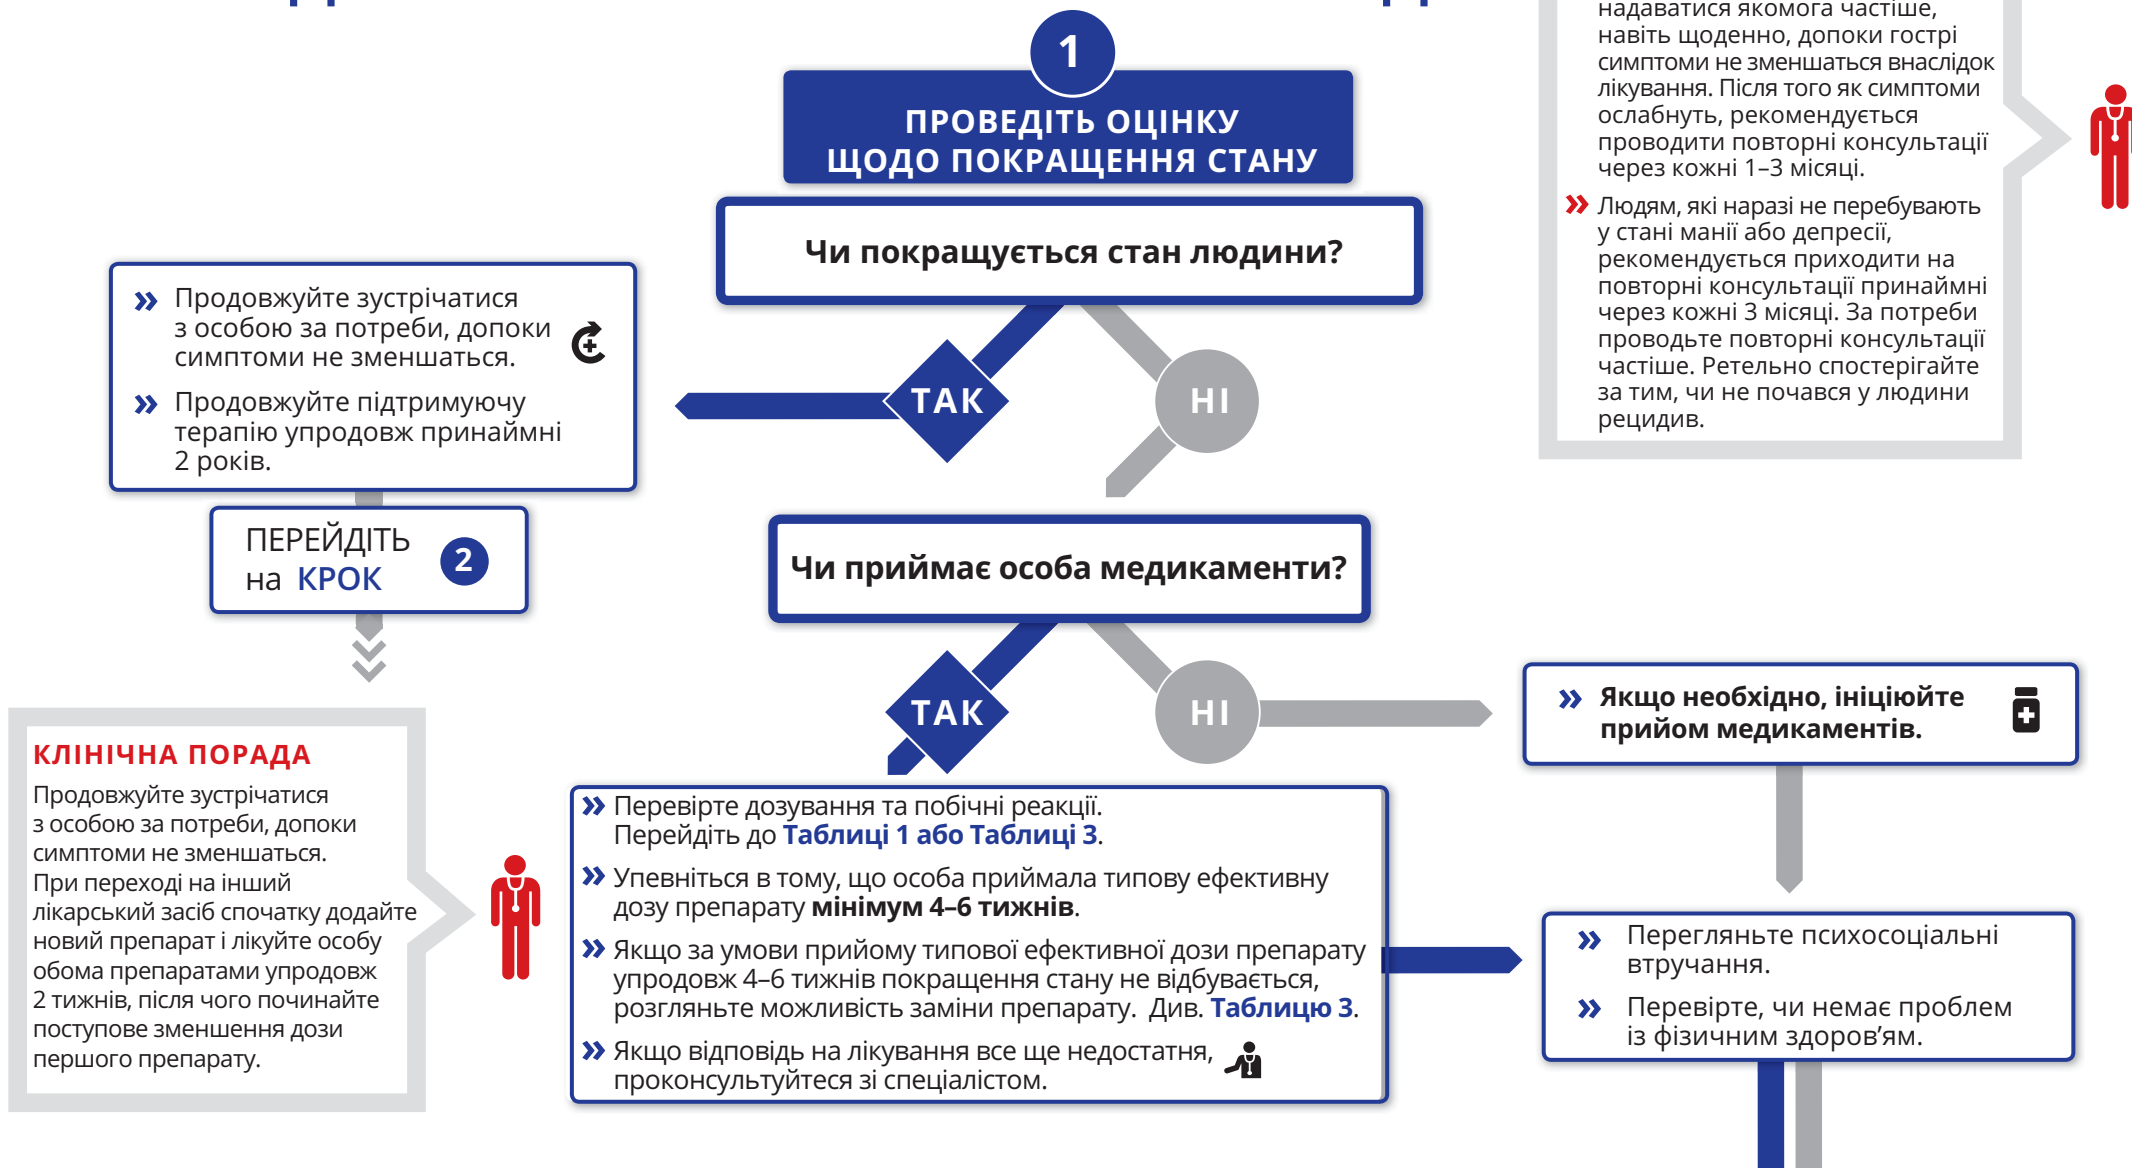 1
ПРОВЕДІТЬ ОЦІНКУ
ЩОДО ПОКРАЩЕННЯ СТАНУ
Чи покращується стан людини?
ТАК
НІ
» Продовжуйте зустрічатися
з особою за потреби, допоки
симптоми не зменшаться.
» Продовжуйте підтримуючу
терапію упродовж принаймні
2 років.
ПЕРЕЙДІТЬ
на КРОК 2
надаватися якомога частіше,
навіть щоденно, допоки гострі
симптоми не зменшаться внаслідок
лікування. Після того як симптоми
ослабнуть, рекомендується
проводити повторні консультації
через кожні 1–3 місяці.
» Людям, які наразі не перебувають
у стані манії або депресії,
рекомендується приходити на
повторні консультації принаймні
через кожні 3 місяці. За потреби
проводьте повторні консультації
частіше. Ретельно спостерігайте
за тим, чи не почався у людини
рецидив.
Чи приймає особа медикаменти?
ТАК
НІ
» Якщо необхідно, ініціюйте
прийом медикаментів.
КЛІНІЧНА ПОРАДА
Продовжуйте зустрічатися
з особою за потреби, допоки
симптоми не зменшаться.
При переході на інший
лікарський засіб спочатку додайте
новий препарат і лікуйте особу
обома препаратами упродовж
2 тижнів, після чого починайте
поступове зменшення дози
першого препарату.
» Перевірте дозування та побічні реакції.
Перейдіть до Таблиці 1 або Таблиці 3.
» Упевніться в тому, що особа приймала типову ефективну
дозу препарату мінімум 4–6 тижнів.
» Якщо за умови прийому типової ефективної дози препарату
упродовж 4–6 тижнів покращення стану не відбувається,
розгляньте можливість заміни препарату. Див. Таблицю 3.
» Якщо відповідь на лікування все ще недостатня,
проконсультуйтеся зі спеціалістом.
» Перегляньте психосоціальні
втручання.
» Перевірте, чи немає проблем
із фізичним здоров’ям.